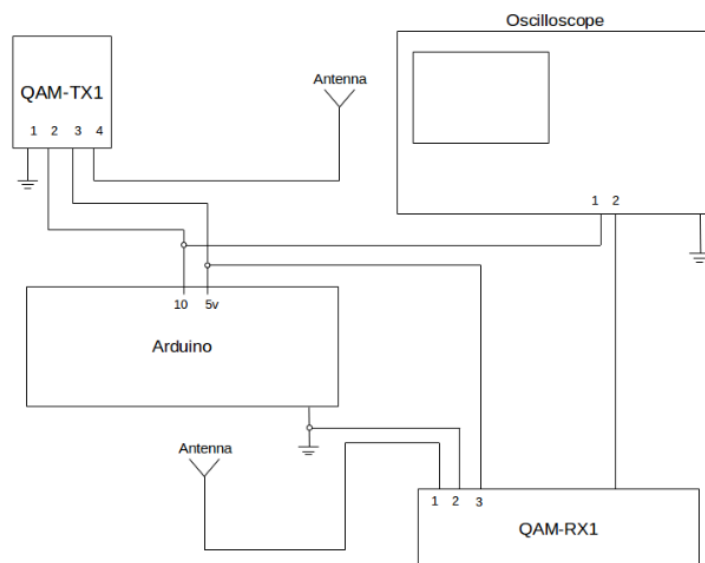 Oscilloscope
QAM-TX1
1 2 3 4
Antenna
1 2
10 5v
Arduino
Antenna
1 2 3
QAM-RX1